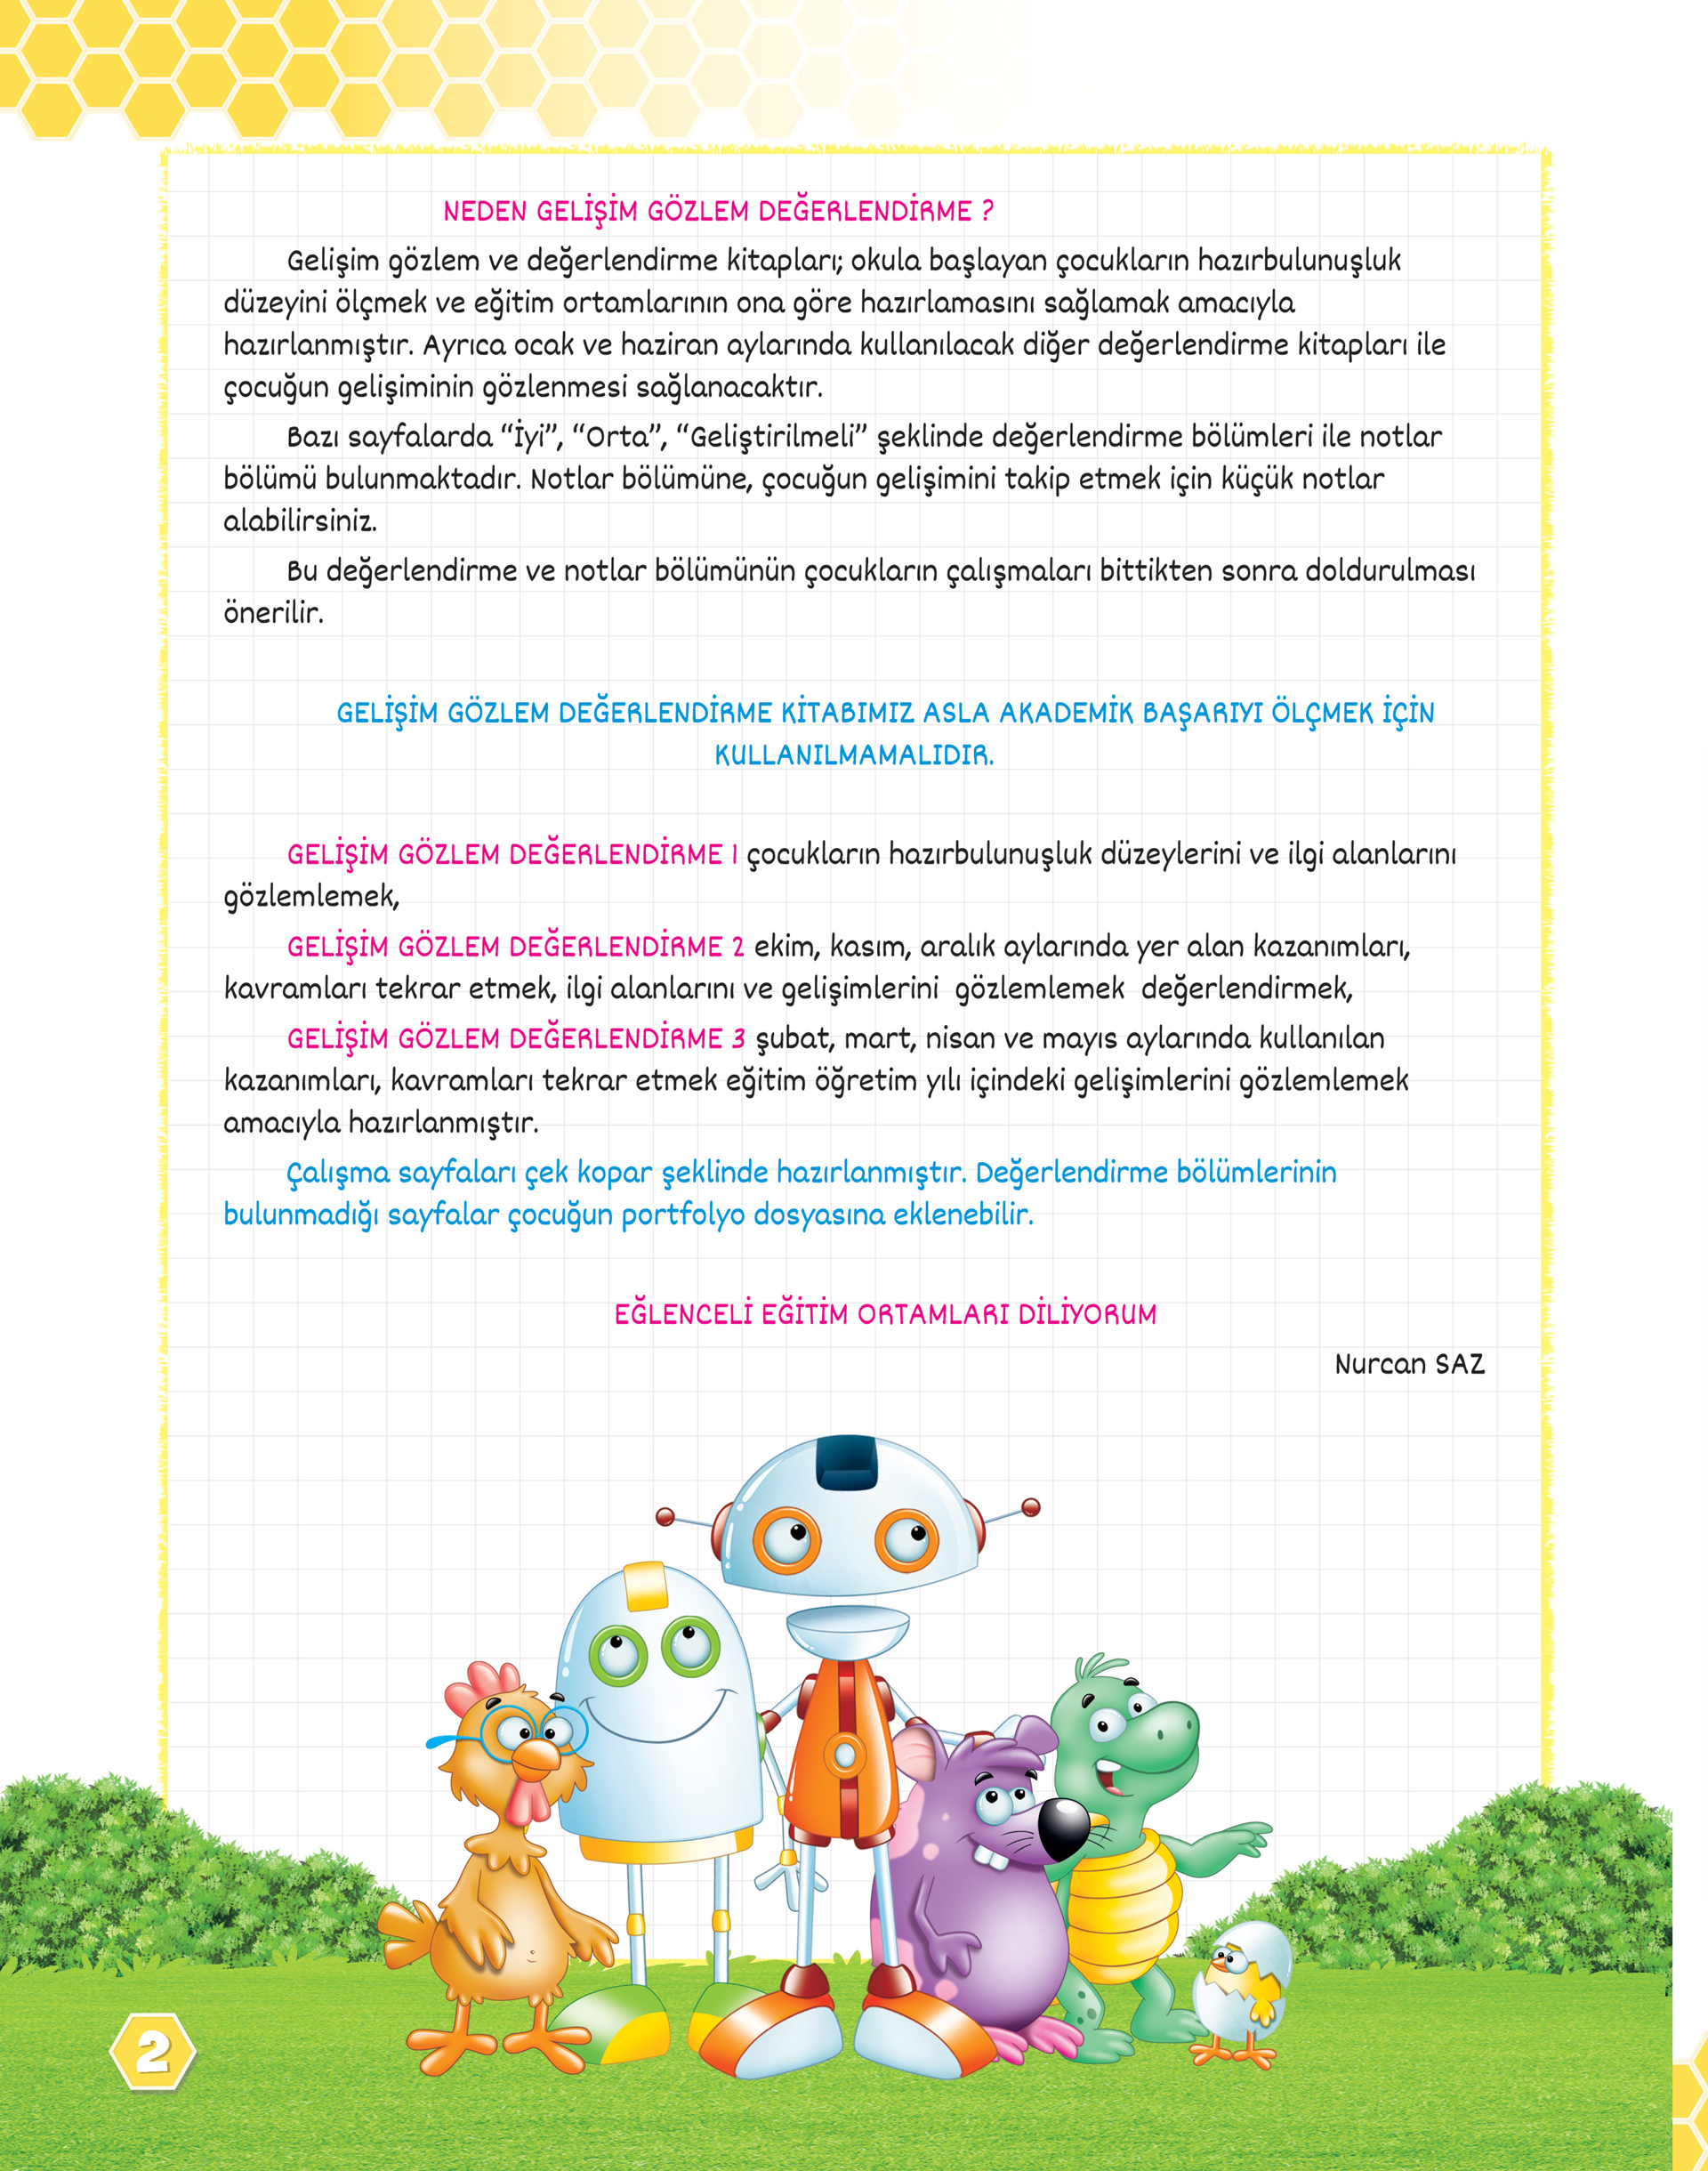 NEDEN GELİŞİM GÖZLEM DEĞERLENDİRME ?
Gelişim gözlem ve değerlendirme kitapları; okula başlayan çocukların hazırbulunuşluk
düzeyini ölçmek ve eğitim ortamlarının ona göre hazırlamasını sağlamak amacıyla
hazırlanmıştır. Ayrıca ocak ve haziran aylarında kullanılacak diğer değerlendirme kitapları ile
çocuğun gelişiminin gözlenmesi sağlanacaktır.
Bazı sayfalarda “İyi”, “Orta”, “Geliştirilmeli” şeklinde değerlendirme bölümleri ile notlar
bölümü bulunmaktadır. Notlar bölümüne, çocuğun gelişimini takip etmek için küçük notlar
alabilirsiniz.
Bu değerlendirme ve notlar bölümünün çocukların çalışmaları bittikten sonra doldurulması
önerilir.
GELİŞİM GÖZLEM DEĞERLENDİRME KİTABIMIZ ASLA AKADEMİK BAŞARIYI ÖLÇMEK İÇİN
KULLANILMAMALIDIR.
GELİŞİM GÖZLEM DEĞERLENDİRME 1 çocukların hazırbulunuşluk düzeylerini ve ilgi alanlarını
gözlemlemek,
GELİŞİM GÖZLEM DEĞERLENDİRME 2 ekim, kasım, aralık aylarında yer alan kazanımları,
kavramları tekrar etmek, ilgi alanlarını ve gelişimlerini gözlemlemek değerlendirmek,
GELİŞİM GÖZLEM DEĞERLENDİRME 3 şubat, mart, nisan ve mayıs aylarında kullanılan
kazanımları, kavramları tekrar etmek eğitim öğretim yılı içindeki gelişimlerini gözlemlemek
amacıyla hazırlanmıştır.
Çalışma sayfaları çek kopar şeklinde hazırlanmıştır. Değerlendirme bölümlerinin
bulunmadığı sayfalar çocuğun portfolyo dosyasına eklenebilir.
EĞLENCELİ EĞİTİM ORTAMLARI DİLİYORUM
Nurcan SAZ
2